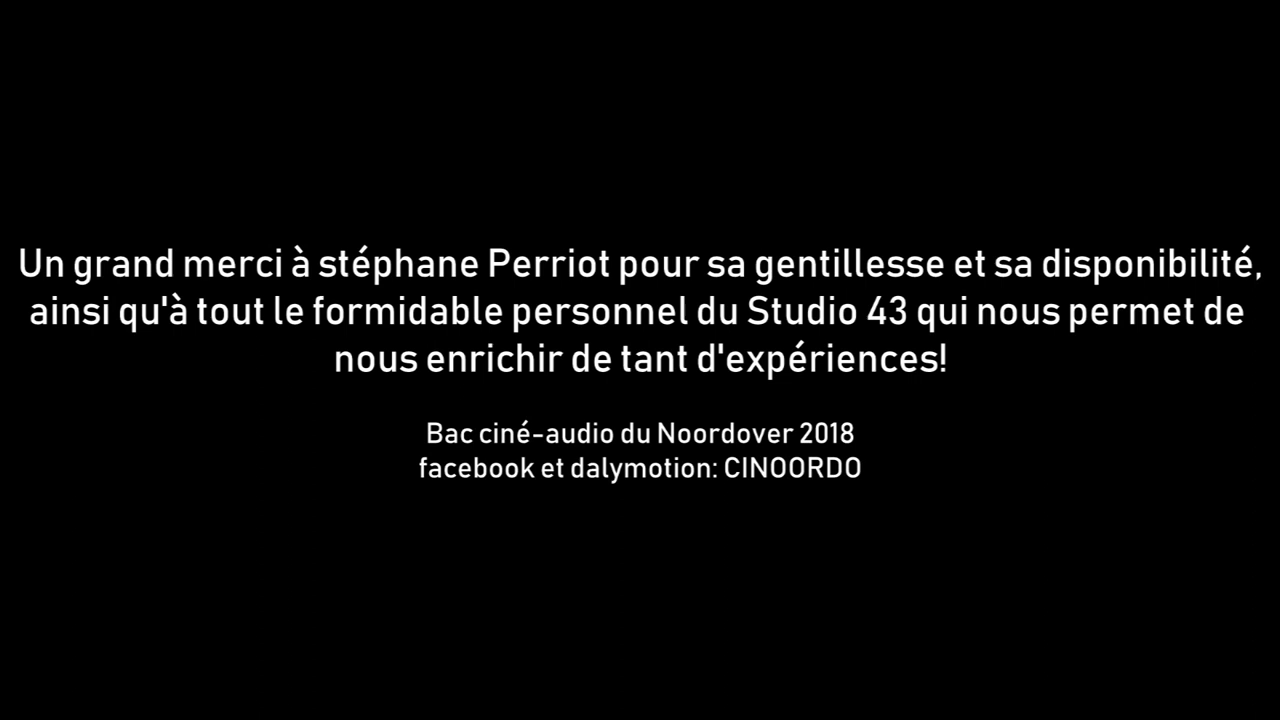 Un grand merci à stéphane Perriot pour sa gentillesse et sa disponibilité,
ainsi qu'à tout le formidable personnel du Studio 43 qui nous permet de
nous enrichir de tant d'expériences!
Bac ciné-audio du Noordover 2018
facebook et dalymotion: CINOORDO